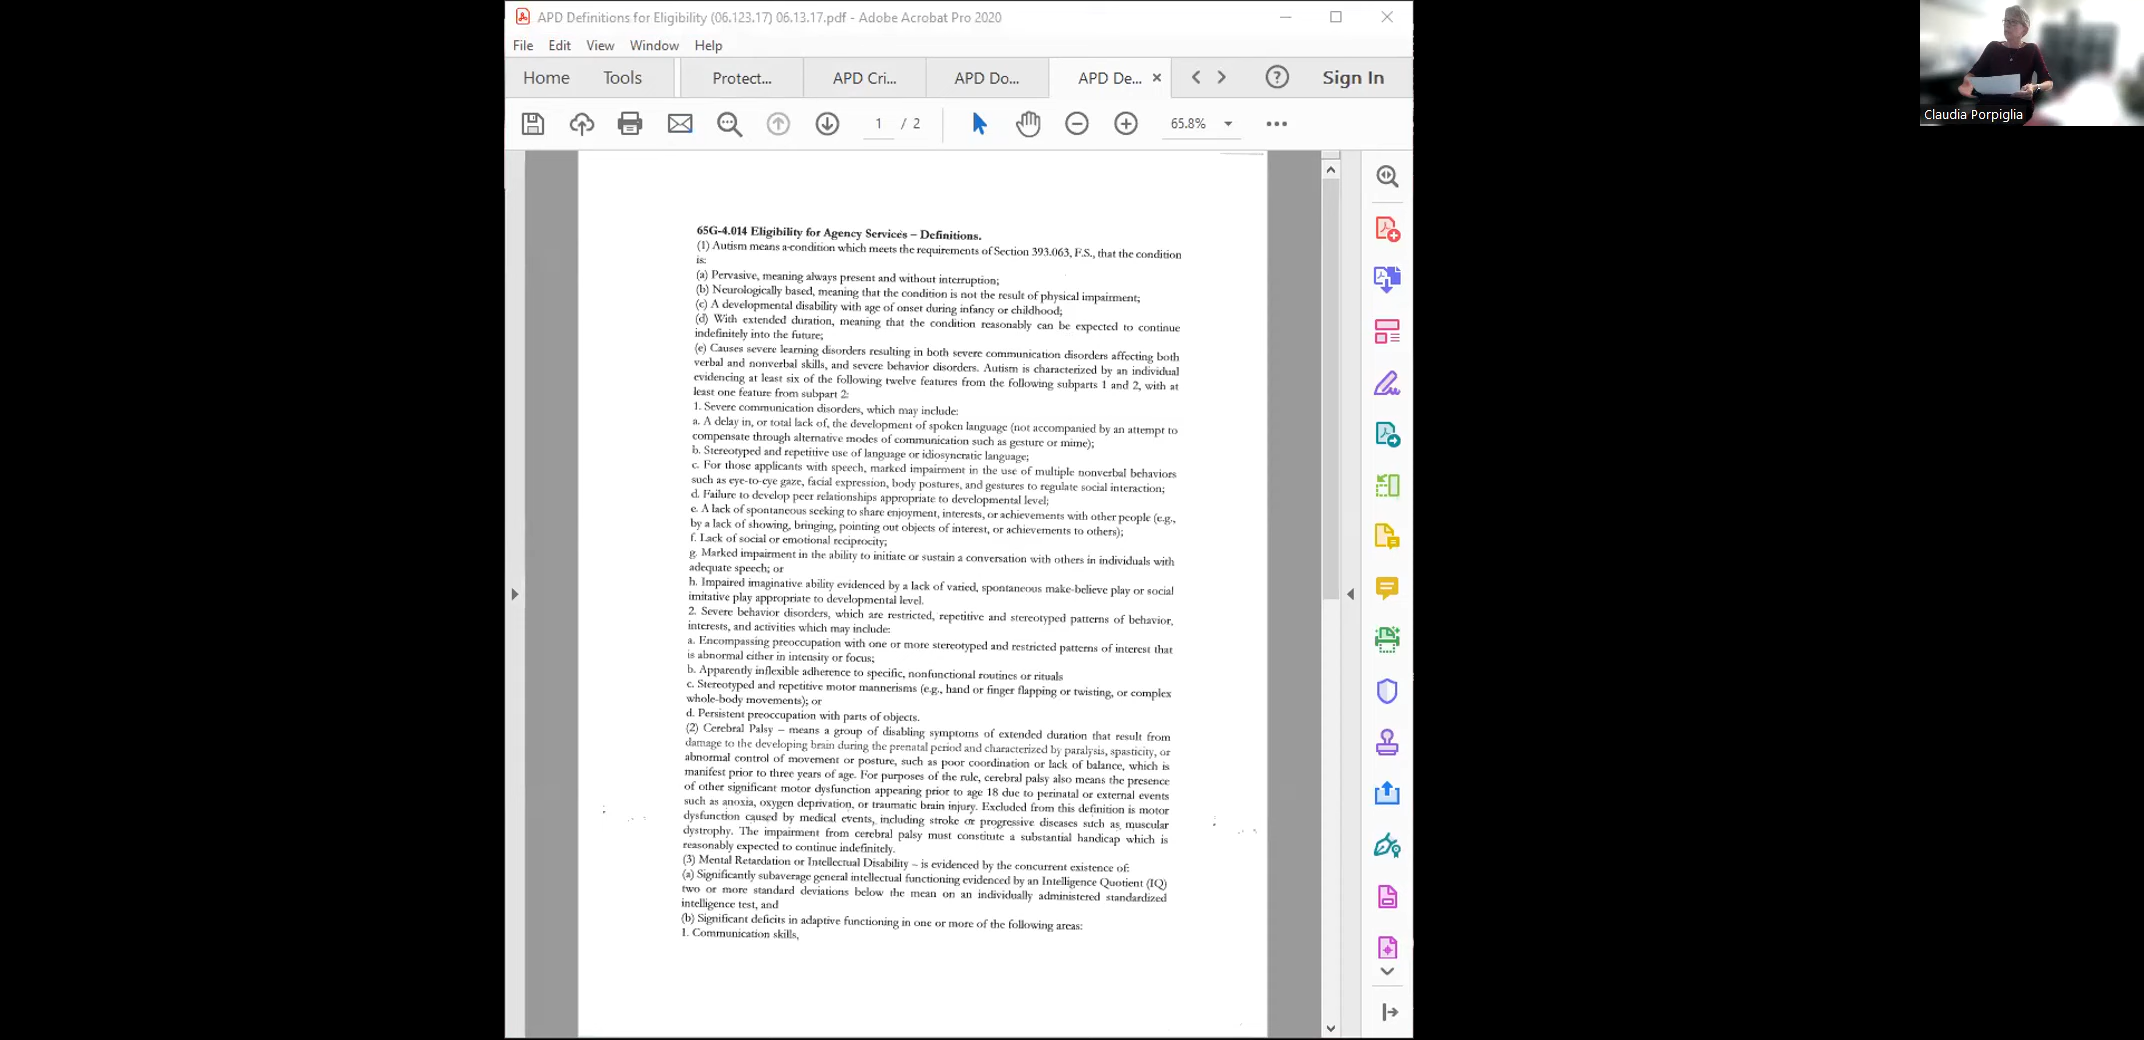 APD Definitions for Eligibility (06.123.17) 06.13.17.pdf - Adobe Acrobat Pro 2020
File Edit View Window Help
Home Tools Protect... APD Cri... APD Do... APD De... Sign In
1 / 2 65.8%
Claudia Porpiglia
65G-4.014 Eligibility for Agency Services – Definitions.
(1) Autism means a condition which meets the requirements of Section 393.063, F.S., that the condition
is:
(a) Pervasive, meaning always present and without interruption;
(b) Neurologically based, meaning that the condition is not the result of physical impairment;
(c) A developmental disability with age of onset during infancy or childhood;
(d) With extended duration, meaning that the condition reasonably can be expected to continue
indefinitely into the future;
(e) Causes severe learning disorders resulting in both severe communication disorders affecting both
verbal and nonverbal skills, and severe behavior disorders. Autism is characterized by an individual
evidencing at least six of the following twelve features from the following subparts 1 and 2, with at
least one feature from subpart 2:
1. Severe communication disorders, which may include:
a. A delay in, or total lack of, the development of spoken language (not accompanied by an attempt to
compensate through alternative modes of communication such as gesture or mime);
b. Stereotyped and repetitive use of language or idiosyncratic language;
c. For those applicants with speech, marked impairment in the use of multiple nonverbal behaviors
such as eye-to-eye gaze, facial expression, body postures, and gestures to regulate social interaction;
d. Failure to develop peer relationships appropriate to developmental level;
e. A lack of spontaneous seeking to share enjoyment, interests, or achievements with other people (e.g.,
by a lack of showing, bringing, pointing out objects of interest, or achievements to others);
f. Lack of social or emotional reciprocity;
g. Marked impairment in the ability to initiate or sustain a conversation with others in individuals with
adequate speech; or
h. Impaired imaginative ability evidenced by a lack of varied, spontaneous make-believe play or social
imitative play appropriate to developmental level.
2. Severe behavior disorders, which are restricted, repetitive and stereotyped patterns of behavior,
interests, and activities which may include:
a. Encompassing preoccupation with one or more stereotyped and restricted patterns of interest that
is abnormal either in intensity or focus;
b. Apparently inflexible adherence to specific, nonfunctional routines or rituals
c. Stereotyped and repetitive motor mannerisms (e.g., hand or finger flapping or twisting, or complex
whole-body movements); or
d. Persistent preoccupation with parts of objects.
(2) Cerebral Palsy – means a group of disabling symptoms of extended duration that result from
damage to the developing brain during the prenatal period and characterized by paralysis, spasticity, or
abnormal control of movement or posture, such as poor coordination or lack of balance, which is
manifest prior to three years of age. For purposes of the rule, cerebral palsy also means the presence
of other significant motor dysfunction appearing prior to age 18 due to perinatal or external events
such as anoxia, oxygen deprivation, or traumatic brain injury. Excluded from this definition is motor
dysfunction caused by medical events, including stroke or progressive diseases such as muscular
dystrophy. The impairment from cerebral palsy must constitute a substantial handicap which is
reasonably expected to continue indefinitely.
(3) Mental Retardation or Intellectual Disability – is evidenced by the concurrent existence of:
(a) Significantly subaverage general intellectual functioning evidenced by an Intelligence Quotient (IQ)
two or more standard deviations below the mean on an individually administered standardized
intelligence test, and
(b) Significant deficits in adaptive functioning in one or more of the following areas:
1. Communication skills,